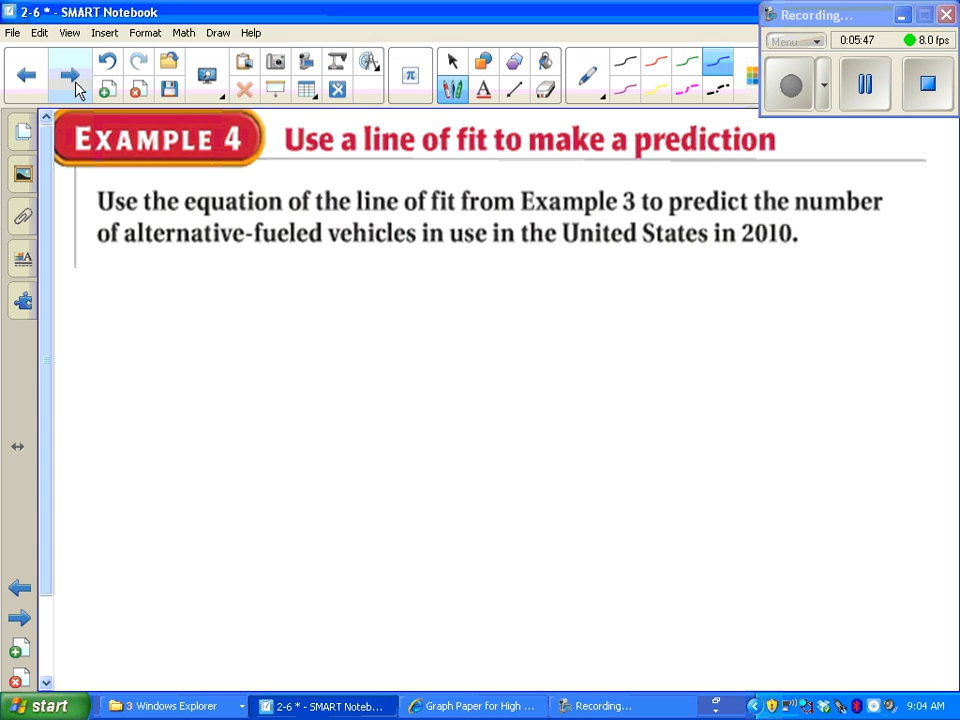 2-6 * - SMART Notebook
Recording...
File Edit View Insert Format Math Draw Help
Menu
0:05:47
8.0 fps
π
A
EXAMPLE 4 Use a line of fit to make a prediction
Use the equation of the line of fit from Example 3 to predict the number
of alternative-fueled vehicles in use in the United States in 2010.
start
3 Windows Explorer
2-6 * - SMART Noteb...
Graph Paper for High ...
Recording...
9:04 AM